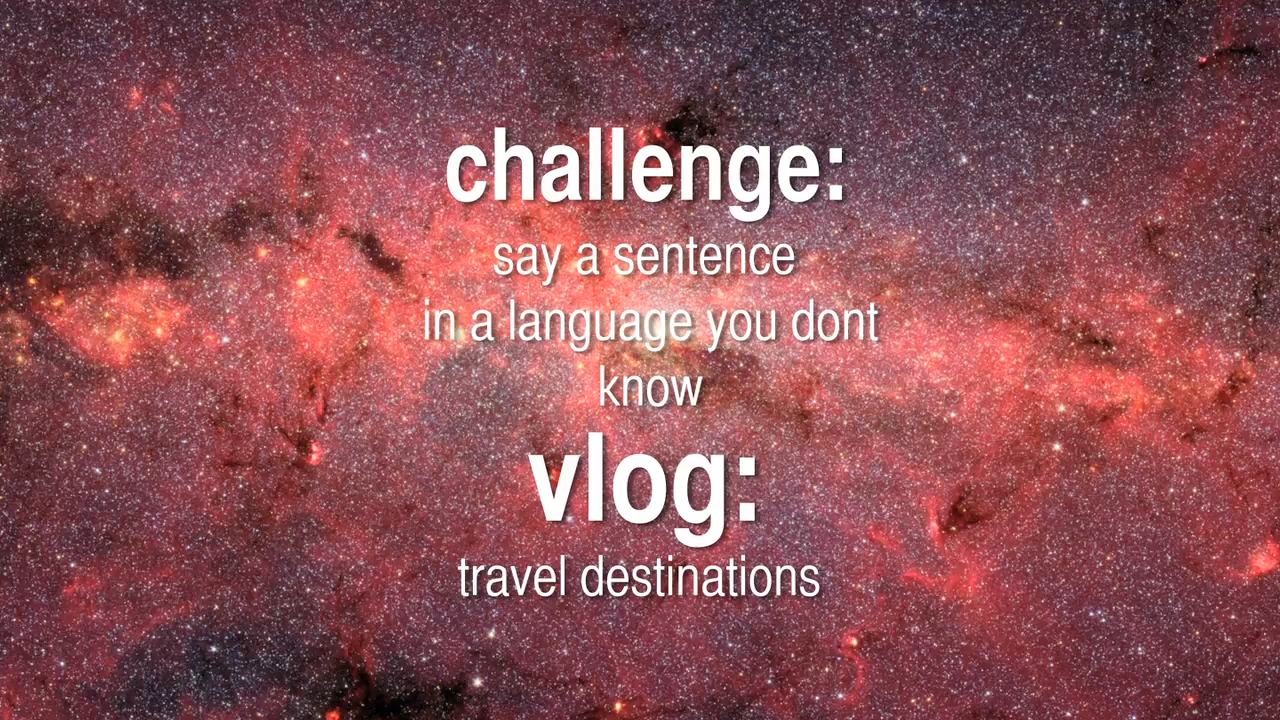 challenge:
say a sentence
in a language you dont
know
vlog:
travel destinations